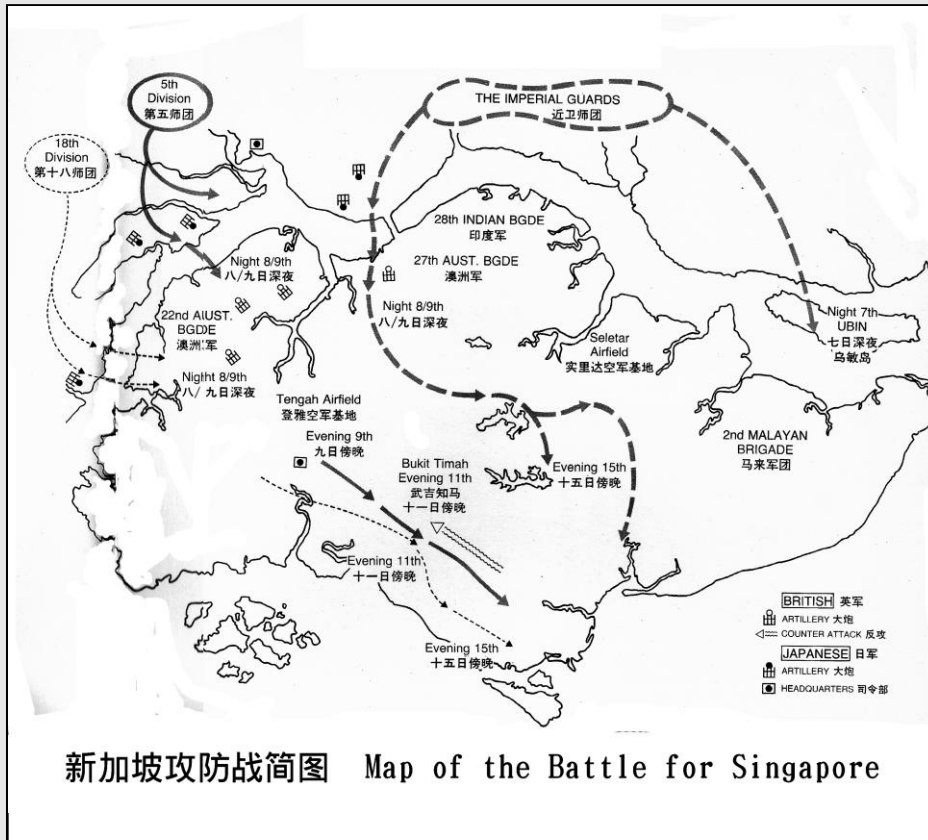 5th
Division
第五师团
THE IMPERIAL GUARDS
近卫师团
18th
Division
第十八师团
28th INDIAN BGDE
印度军
27th AUST. BGDE
澳洲军
Night 8/9th
八/九日深夜
Night 8/9th
八/九日深夜
22nd AUST.
BGDE
澳洲军
Night 8/9th
八/九日深夜
Seletar
Airfield
实里达空军基地
Night 7th
UBIN
七日深夜
乌敏岛
Tengah Airfield
登雅空军基地
Evening 9th
九日傍晚
2nd MALAYAN
BRIGADE
马来军团
Bukit Timah
Evening 11th
武吉知马
十一日傍晚
Evening 15th
十五日傍晚
Evening 11th
十一日傍晚
Evening 15th
十五日傍晚
BRITISH 英军
ARTILLERY 大炮
COUNTER ATTACK 反攻
JAPANESE 日军
ARTILLERY 大炮
HEADQUARTERS 司令部
新加坡攻防战简图 Map of the Battle for Singapore